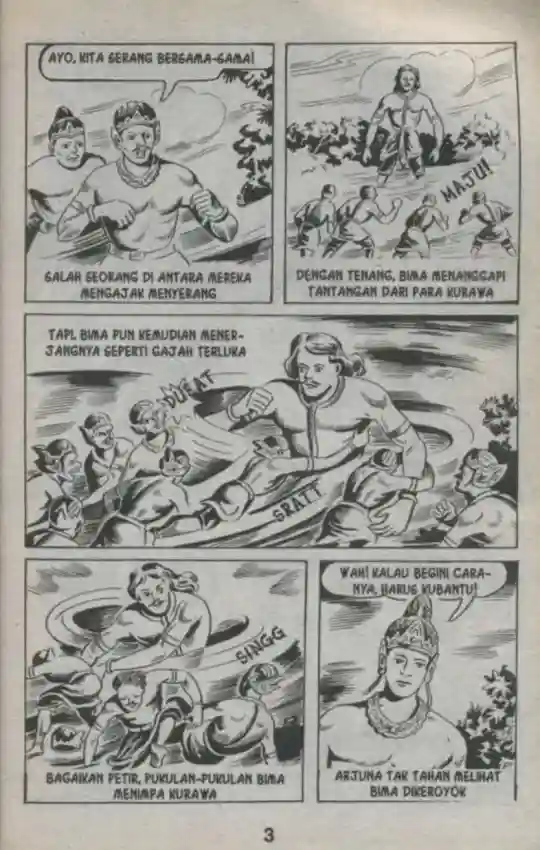 AYO, KITA SERANG BERSAMA-SAMA!
SALAH SEORANG DI ANTARA MEREKA
MENGAJAK MENYERANG
MAJU!
DENGAN TENANG, BIMA MENANGGAPI
TANTANGAN DARI PARA KURAWA
TAPI, BIMA PUN KEMUDIAN MENER-
JANGNYA SEPERTI GAJAH TERLUKA
DUEAT
SRATT
SINGG
BAGAIKAN PETIR, PUKULAN-PUKULAN BIMA
MENIMPA KURAWA
WAH! KALAU BEGINI CARA-
NYA, HARUS KUBANTU!
ARJUNA TAK TAHAN MELIHAT
BIMA DIKEROYOK
3